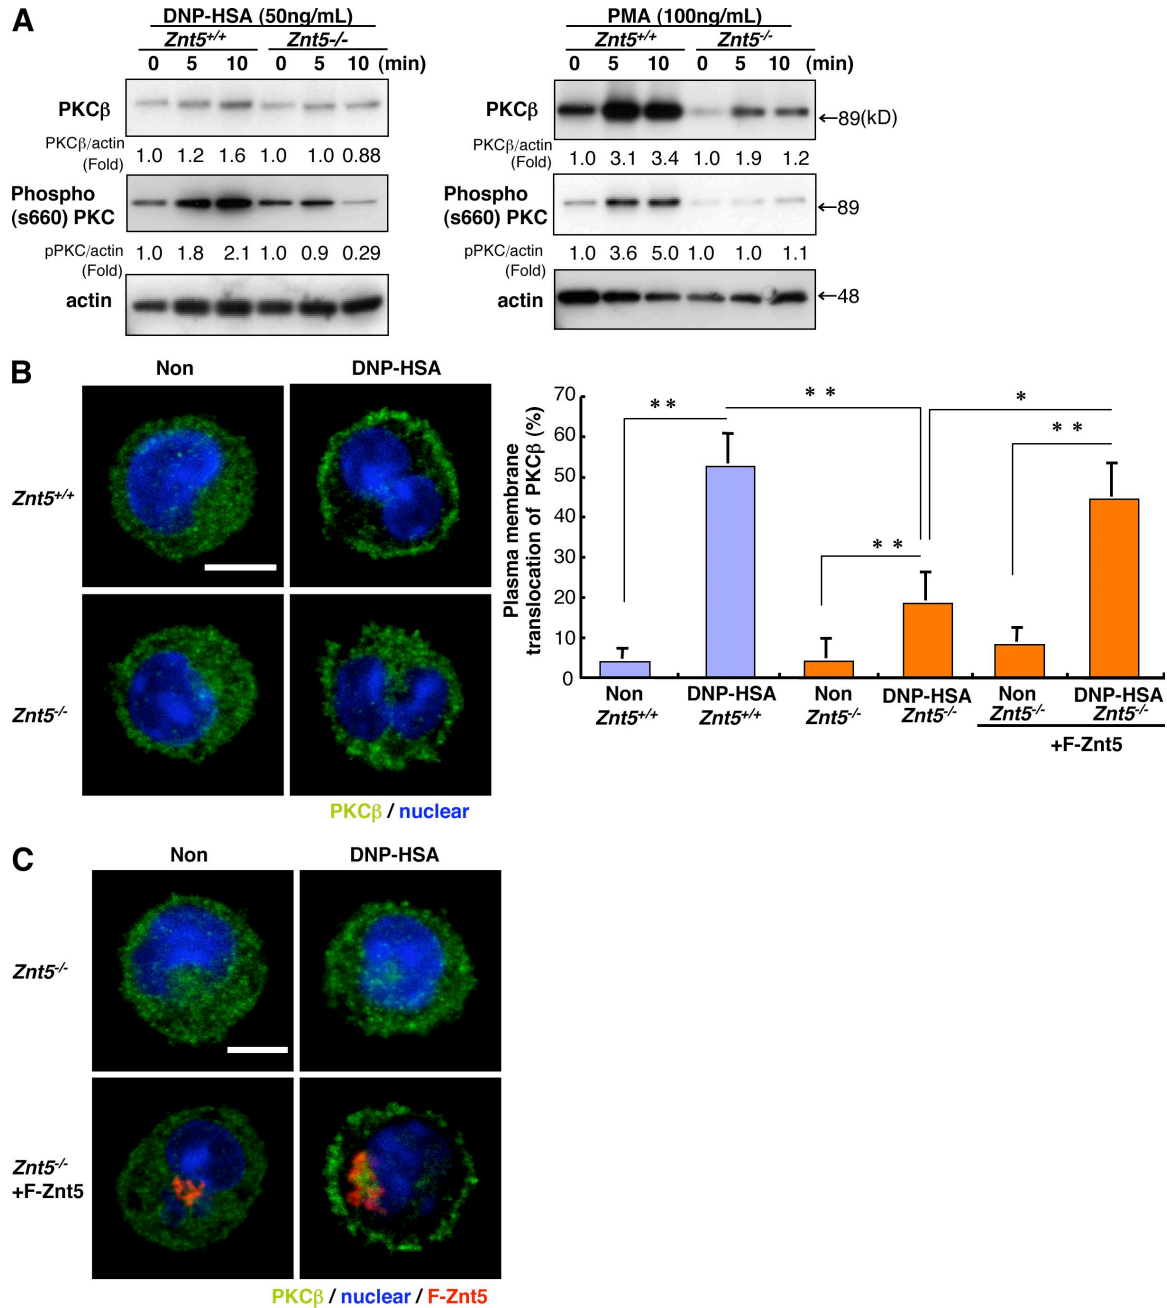 A
DNP-HSA (50ng/mL)
Znt5+/+ Znt5-/-
0 5 10 0 5 10 (min)
PKCβ
PKCβ/actin
(Fold)
1.0 1.2 1.6 1.0 1.0 0.88
Phospho
(s660) PKC
pPKC/actin
(Fold)
1.0 1.8 2.1 1.0 0.9 0.29
actin
PMA (100ng/mL)
Znt5+/+ Znt5-/-
0 5 10 0 5 10 (min)
PKCβ
←89(kD)
PKCβ/actin
(Fold)
1.0 3.1 3.4 1.0 1.9 1.2
Phospho
(s660) PKC
←89
pPKC/actin
(Fold)
1.0 3.6 5.0 1.0 1.0 1.1
actin
←48
B
Non DNP-HSA
Znt5+/+
Znt5-/-
PKCβ / nuclear
Plasma membrane
translocation of PKCβ (%)
70
60
50
40
30
20
10
0
**
**
**
*
**
Non DNP-HSA Non DNP-HSA Non DNP-HSA
Znt5+/+ Znt5+/+ Znt5-/- Znt5-/- Znt5-/- Znt5-/-
+F-Znt5
C
Non DNP-HSA
Znt5-/-
Znt5-/-
+F-Znt5
PKCβ / nuclear / F-Znt5